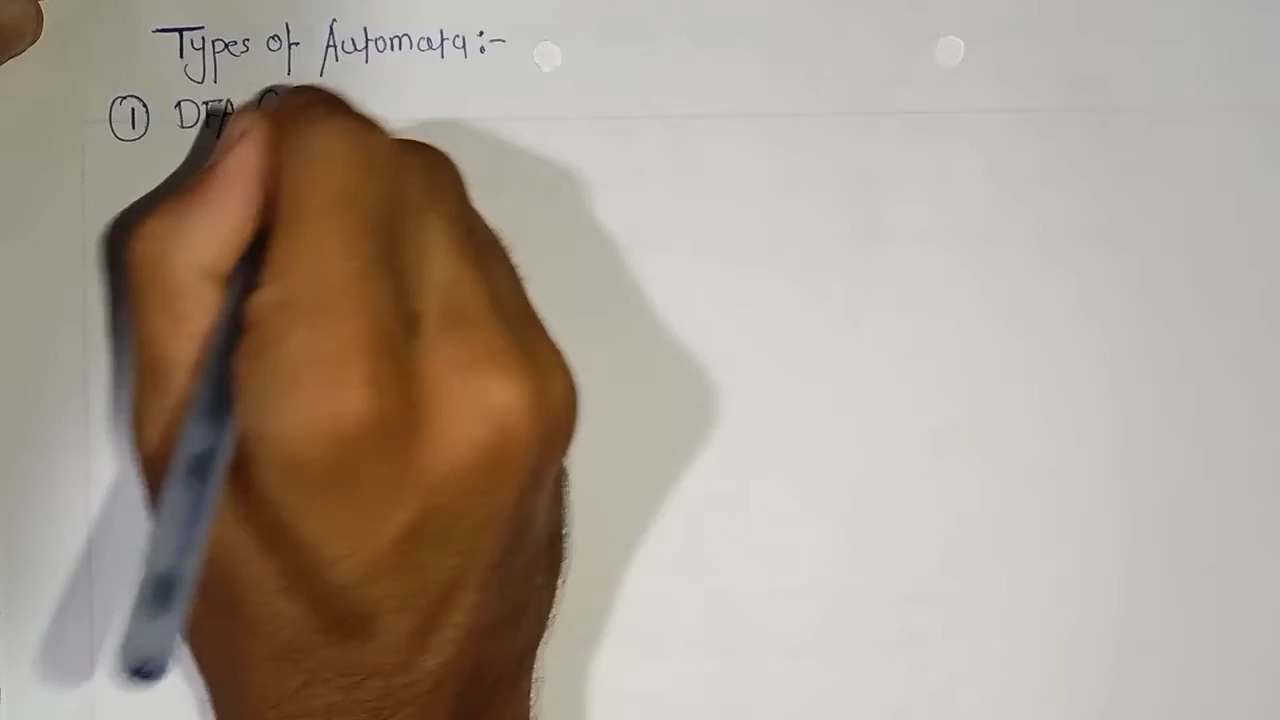 Types of Automata:-
① DFA (